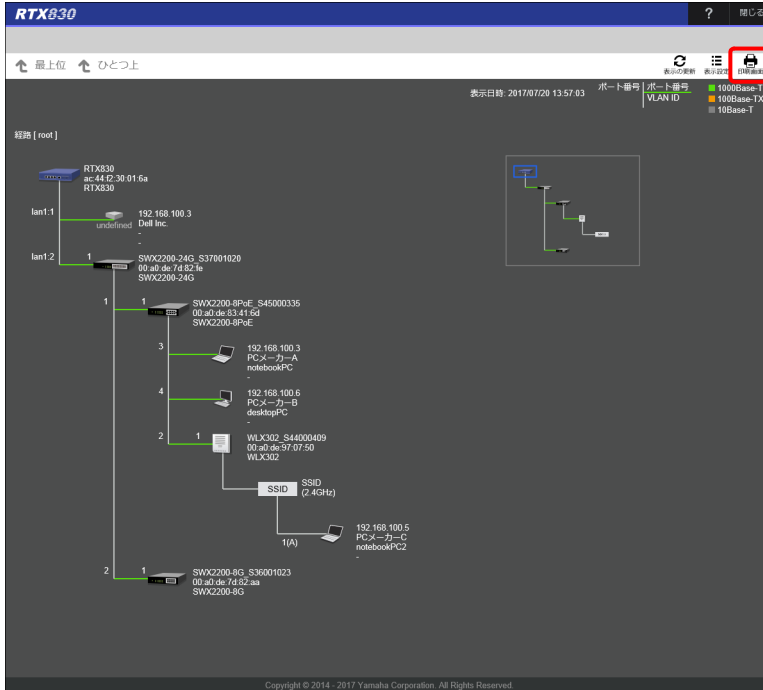 RTX830
? 閉じる
最上位 ひとつ上
表示の更新 表示設定 印刷画面
表示日時: 2017/07/20 13:57:03
ポート番号 ポート番号
VLAN ID
1000Base-T
100Base-TX
10Base-T
経路 [ root ]
RTX830
ac:44:f2:30:01:6a
RTX830
lan1:1
undefined
192.168.100.3
Dell Inc.
-
-
lan1:2
1
SWX2200-24G_S37001020
00:a0:de:7d:82:fe
SWX2200-24G
1 1
SWX2200-8PoE_S45000335
00:a0:de:83:41:6d
SWX2200-8PoE
3
192.168.100.3
PCメーカーA
notebookPC
-
4
192.168.100.6
PCメーカーB
desktopPC
-
2 1
WLX302_S44000409
00:a0:de:97:07:50
WLX302
SSID
SSID
(2.4GHz)
1(A)
192.168.100.5
PCメーカーC
notebookPC2
-
2 1
SWX2200-8G_S36001023
00:a0:de:7d:82:aa
SWX2200-8G
Copyright © 2014 - 2017 Yamaha Corporation. All Rights Reserved.